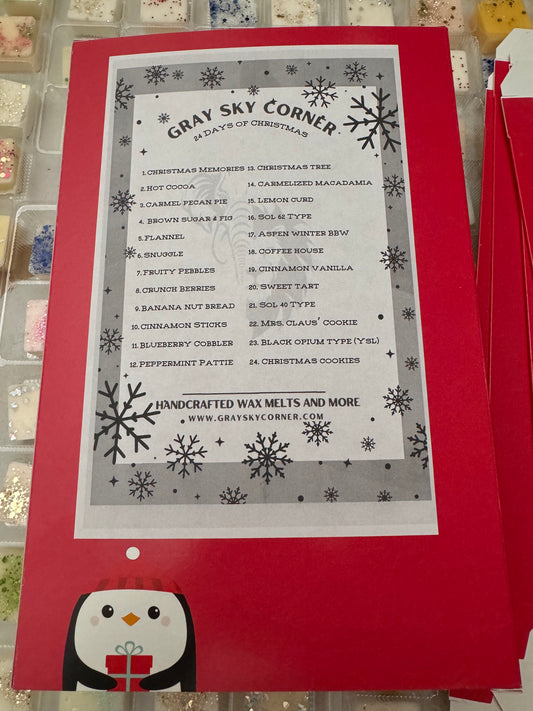 GRAY SKY CORNER
24 DAYS OF CHRISTMAS
1. CHRISTMAS MEMORIES
2. HOT COCOA
3. CARMEL PECAN PIE
4. BROWN SUGAR & FIG
5. FLANNEL
6. SNUGGLE
7. FRUITY PEBBLES
8. CRUNCH BERRIES
9. BANANA NUT BREAD
10. CINNAMON STICKS
11. BLUEBERRY COBBLER
12. PEPPERMINT PATTIE
13. CHRISTMAS TREE
14. CARMELIZED MACADAMIA
15. LEMON CURD
16. SOL 62 TYPE
17. ASPEN WINTER BBW
18. COFFEE HOUSE
19. CINNAMON VANILLA
20. SWEET TART
21. SOL 40 TYPE
22. MRS. CLAUS' COOKIE
23. BLACK OPIUM TYPE (YSL)
24. CHRISTMAS COOKIES
HANDCRAFTED WAX MELTS AND MORE
WWW.GRAYSKYCORNER.COM